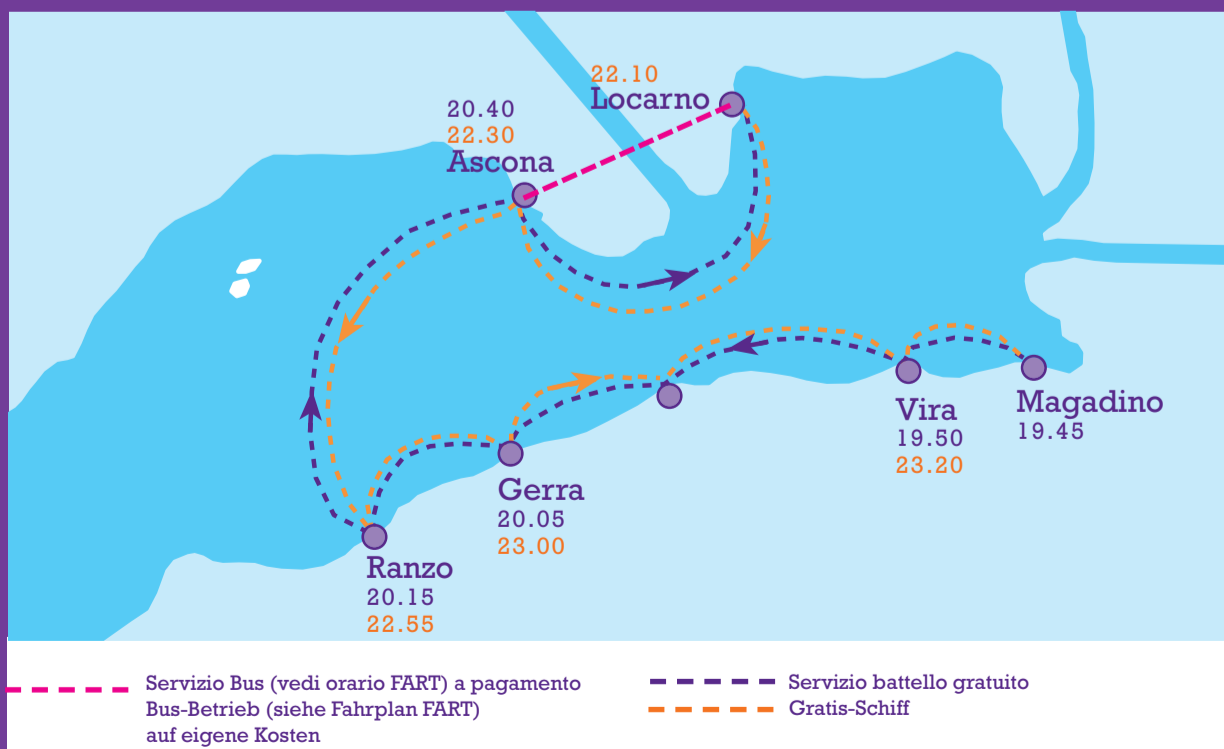 22.10
Locarno
20.40
22.30
Ascona
Vira
19.50
23.20
Magadino
19.45
Gerra
20.05
23.00
Ranzo
20.15
22.55
Servizio Bus (vedi orario FART) a pagamento
Bus-Betrieb (siehe Fahrplan FART)
auf eigene Kosten
Servizio battello gratuito
Gratis-Schiff